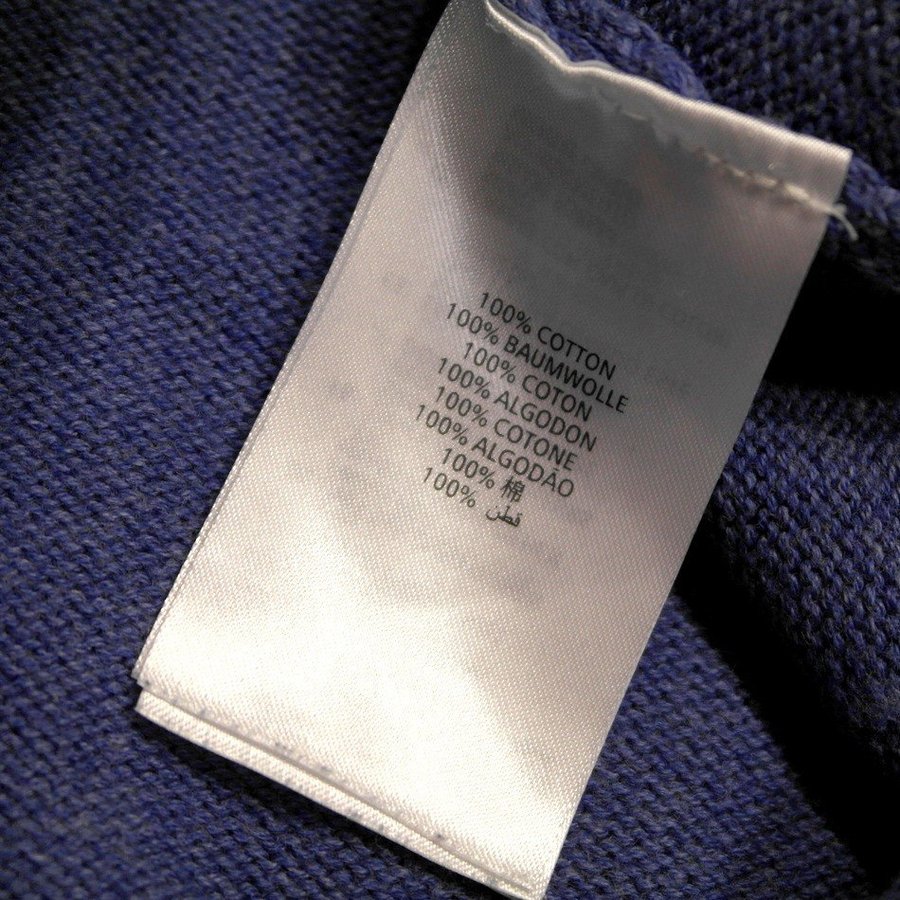 100% COTTON
100% BAUMWOLLE
100% COTON
100% ALGODON
100% COTONE
100% ALGODÃO
100% 棉
100% قطن